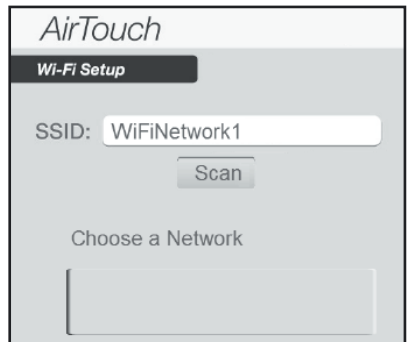 AirTouch
Wi-Fi Setup
SSID: WiFiNetwork1
Scan
Choose a Network